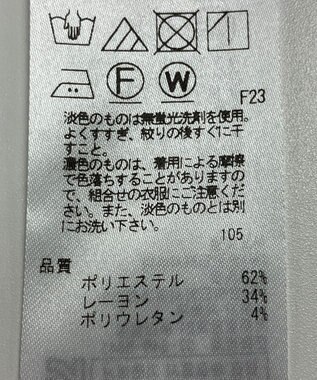 F W
F23
淡色のものは無蛍光洗剤を使用。
よくすすぎ、絞りの後すぐに干
すこと。
濃色のものは、着用による摩擦
で色落ちすることがありますの
で、組合せの衣服にご注意くだ
さい。また、淡色のものとは別
にお洗い下さい。
105
品質
ポリエステル 62%
レーヨン 34%
ポリウレタン 4%